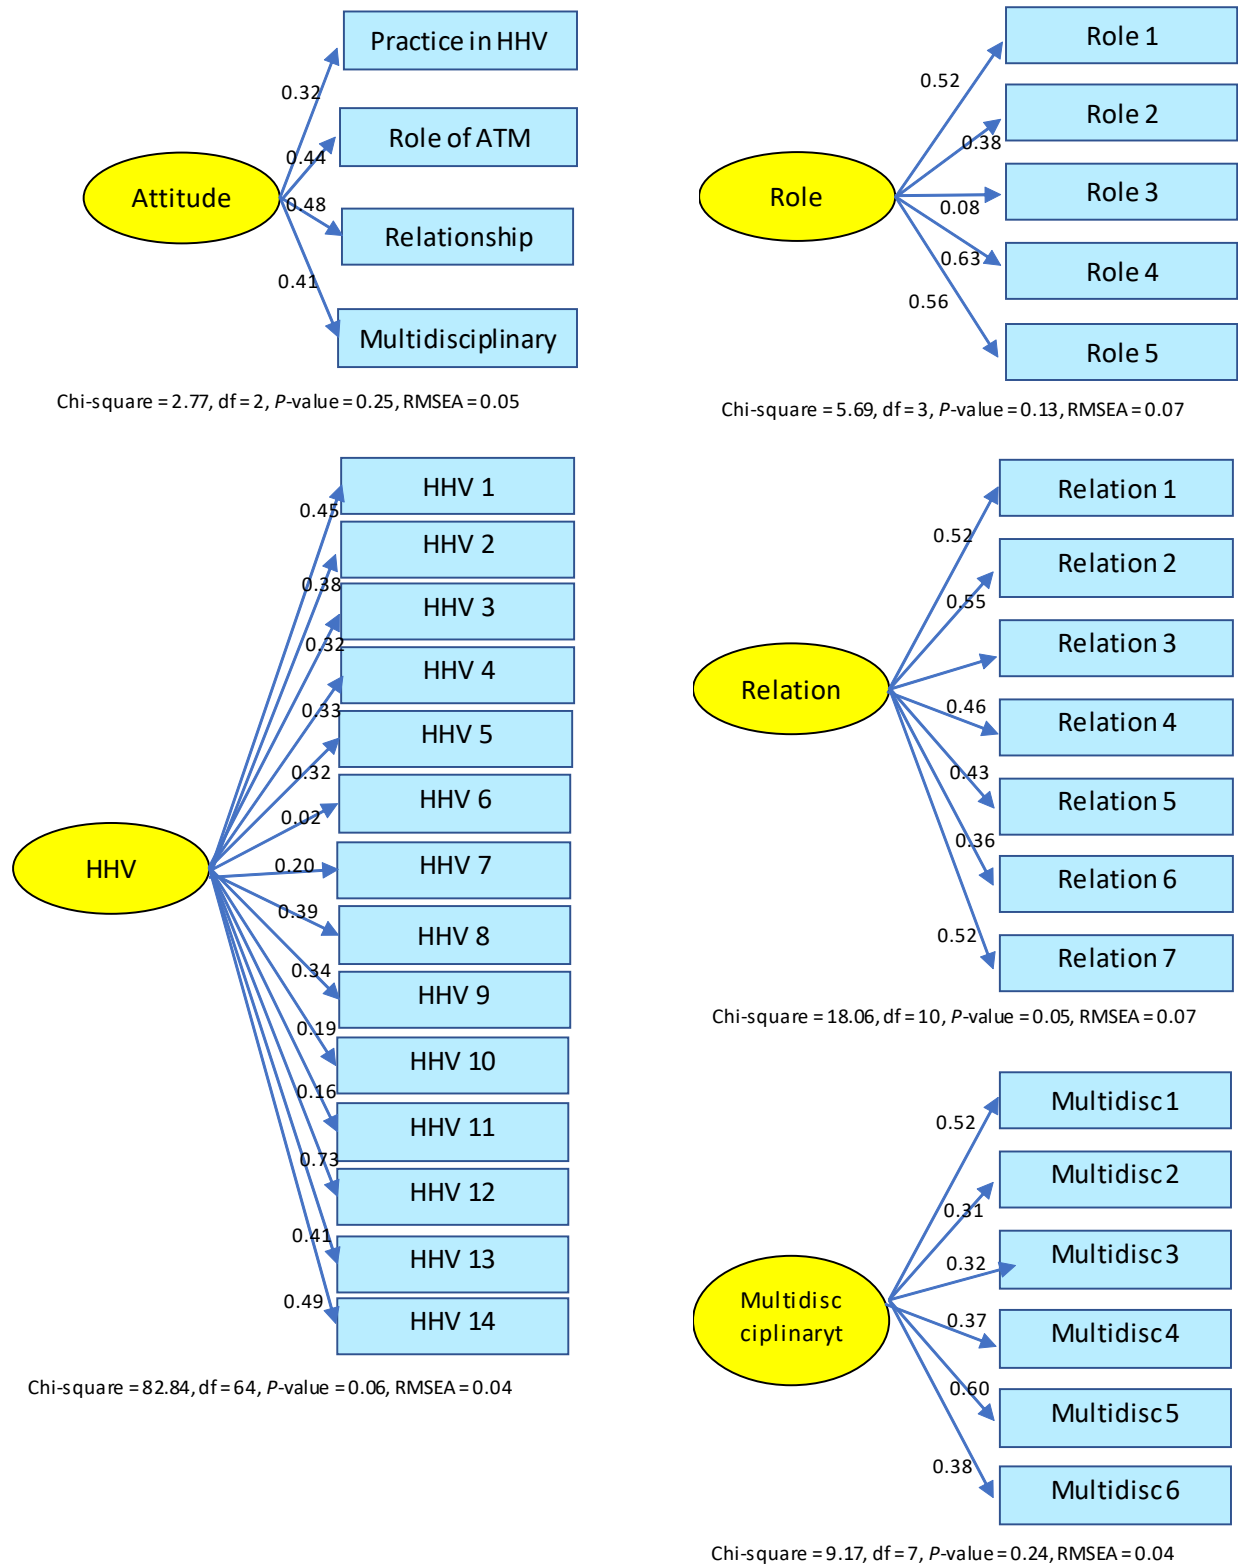 Practice in HHV
0.32
Role of ATM
0.44
Attitude
0.48
Relationship
0.41
Multidisciplinary
Chi-square = 2.77, df = 2, P-value = 0.25, RMSEA = 0.05
Role 1
0.52
Role 2
0.38
Role
Role 3
0.08
0.63
Role 4
0.56
Role 5
Chi-square = 5.69, df = 3, P-value = 0.13, RMSEA = 0.07
HHV 1
0.45
HHV 2
0.38
HHV 3
0.32
HHV 4
0.33
HHV 5
0.32
HHV 6
0.02
HHV
0.20
HHV 7
0.39
HHV 8
0.34
HHV 9
0.19
HHV 10
0.16
HHV 11
0.73
HHV 12
0.41
HHV 13
0.49
HHV 14
Chi-square = 82.84, df = 64, P-value = 0.06, RMSEA = 0.04
Relation 1
0.52
Relation 2
0.55
Relation 3
Relation
0.46
Relation 4
0.43
Relation 5
0.36
Relation 6
0.52
Relation 7
Chi-square = 18.06, df = 10, P-value = 0.05, RMSEA = 0.07
Multidisc 1
0.52
Multidisc 2
0.31
Multidisc 3
0.32
Multidisc
ciplinaryt
0.37
Multidisc 4
0.60
Multidisc 5
0.38
Multidisc 6
Chi-square = 9.17, df = 7, P-value = 0.24, RMSEA = 0.04